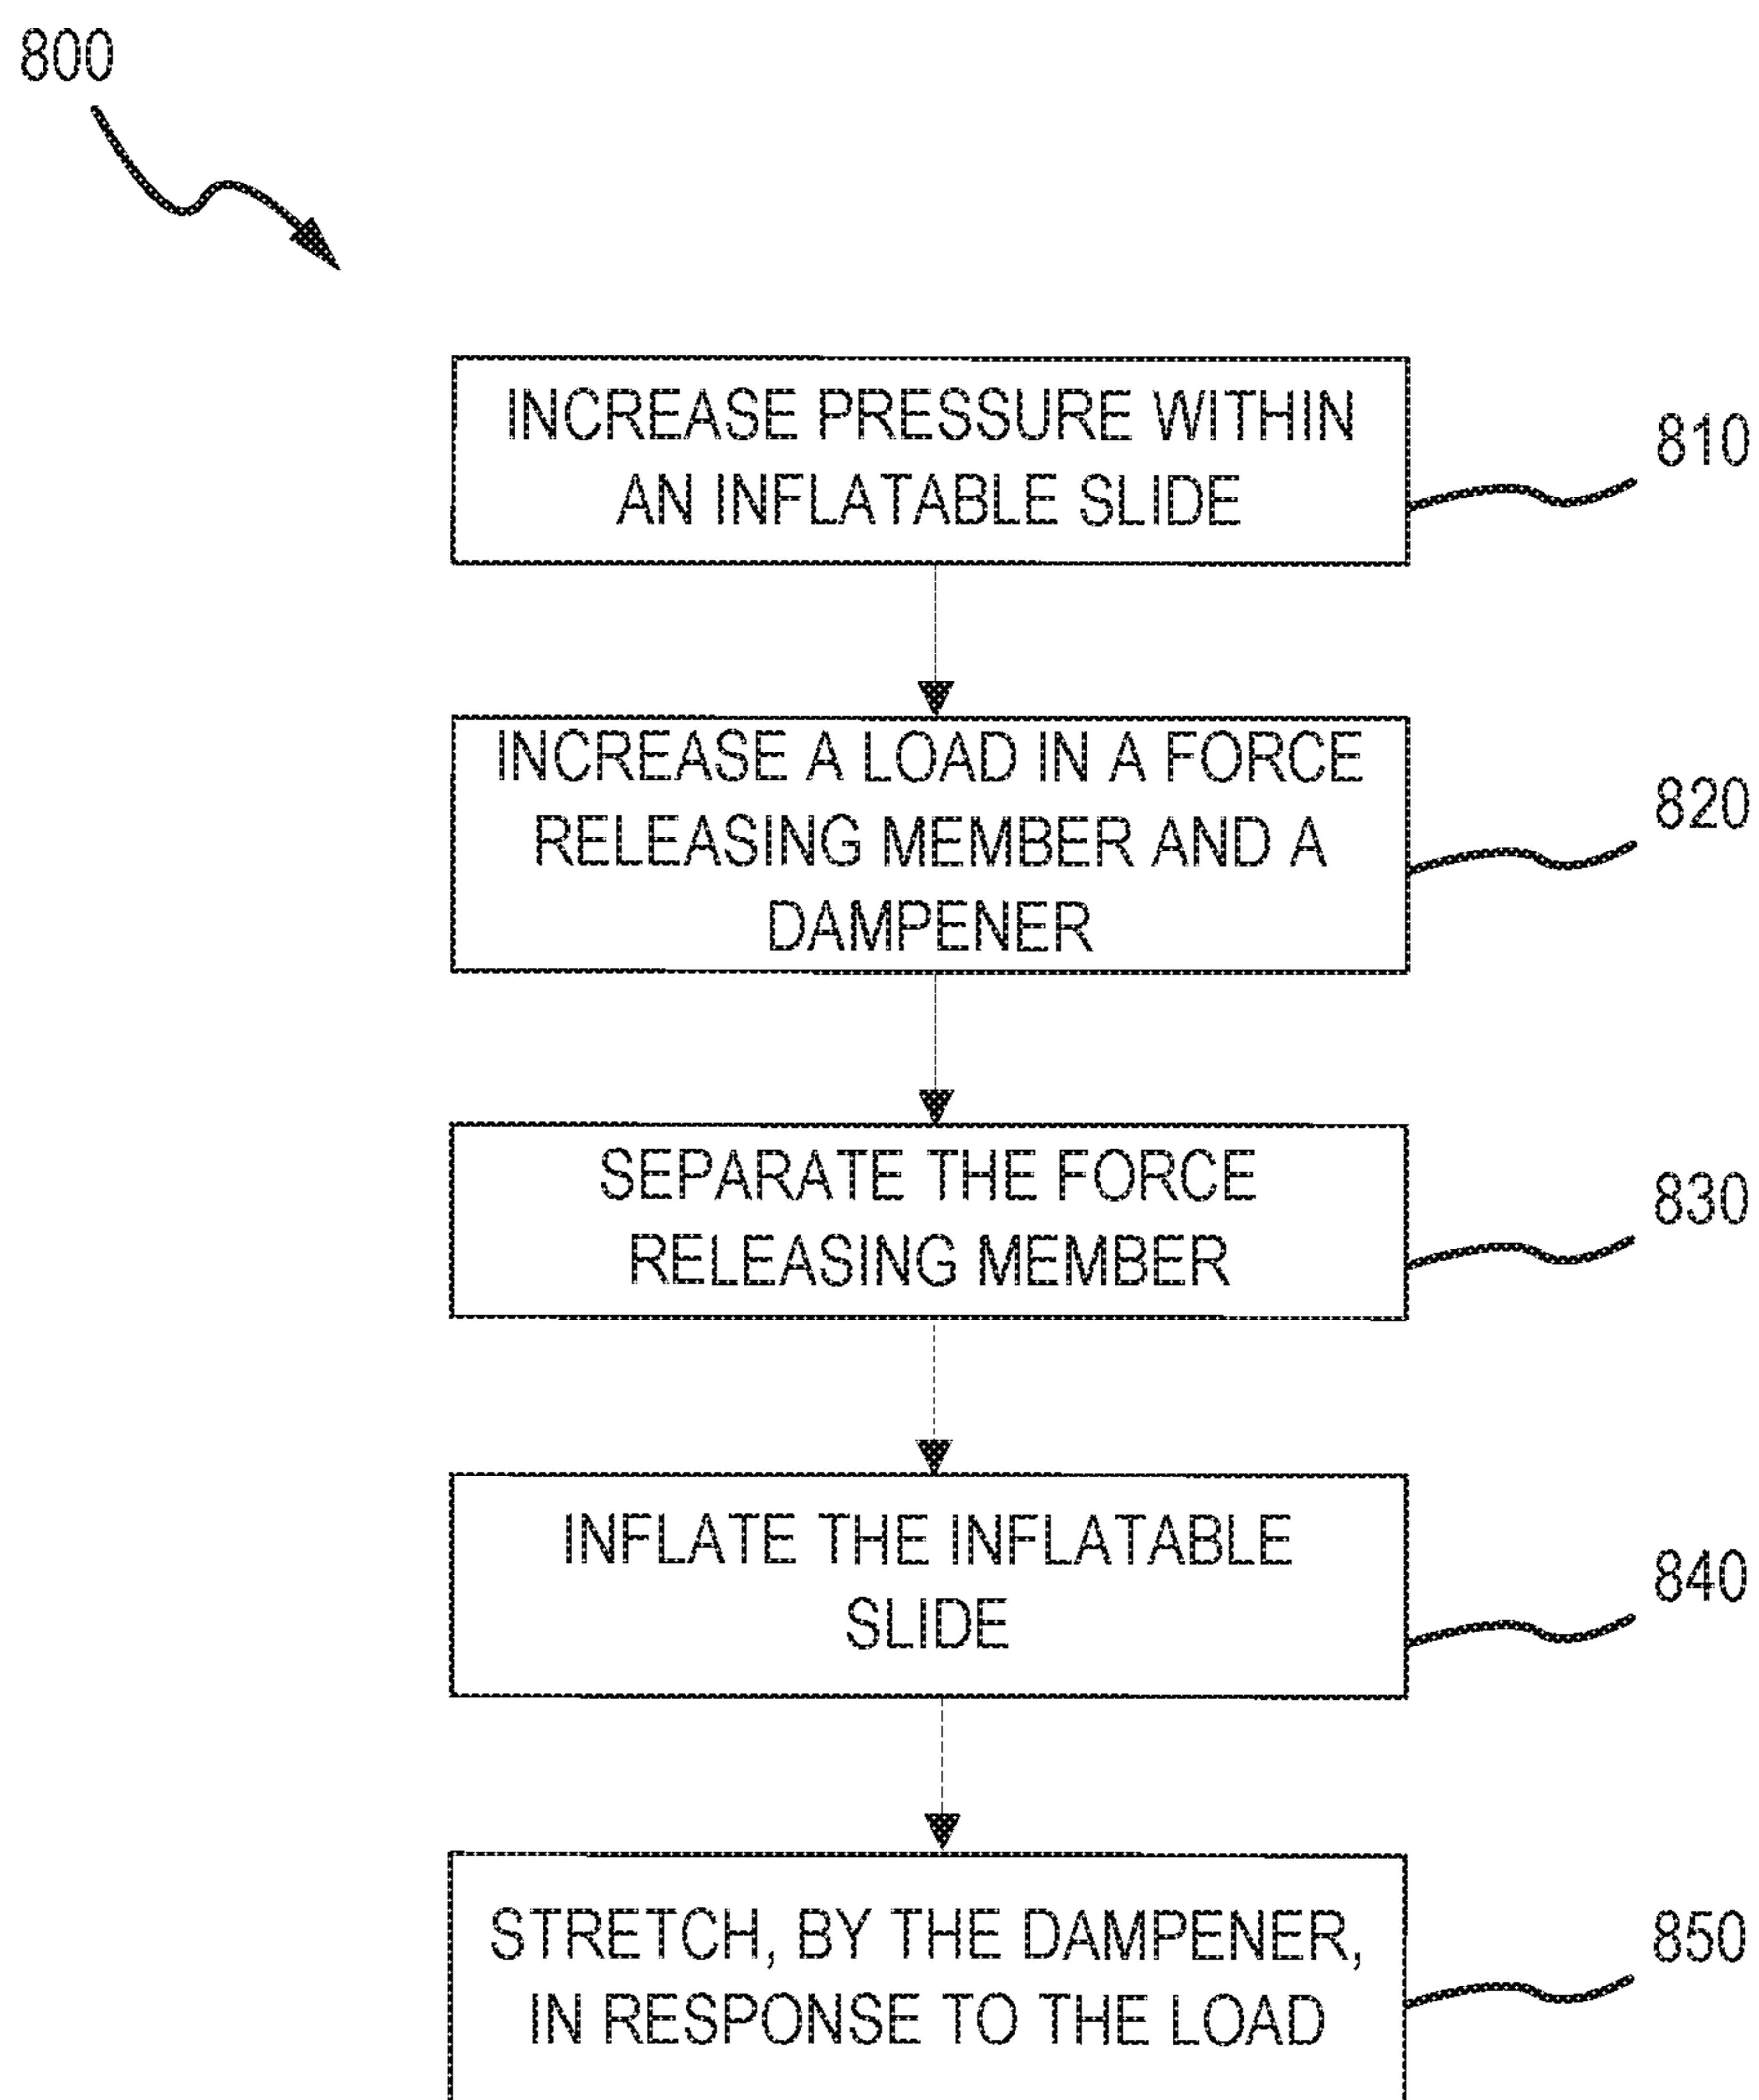 800
INCREASE PRESSURE WITHIN
AN INFLATABLE SLIDE
810
INCREASE A LOAD IN A FORCE
RELEASING MEMBER AND A
DAMPENER
820
SEPARATE THE FORCE
RELEASING MEMBER
830
INFLATE THE INFLATABLE
SLIDE
840
STRETCH, BY THE DAMPENER,
IN RESPONSE TO THE LOAD
850